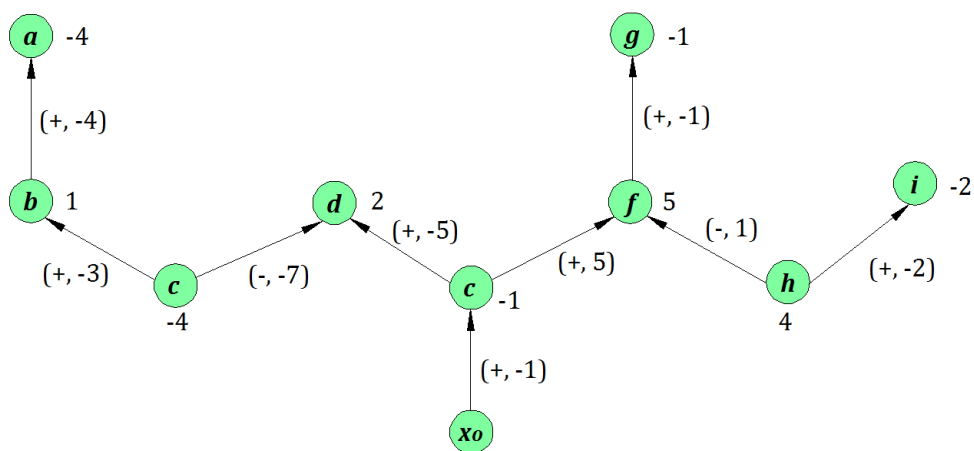 a -4
g -1
(+, -4)
(+, -1)
i -2
b 1
d 2
f 5
(+, -5)
(-, 1)
(+, -3)
(-, -7)
(+, 5)
(+, -2)
c
-4
c -1
h
4
(+, -1)
xo